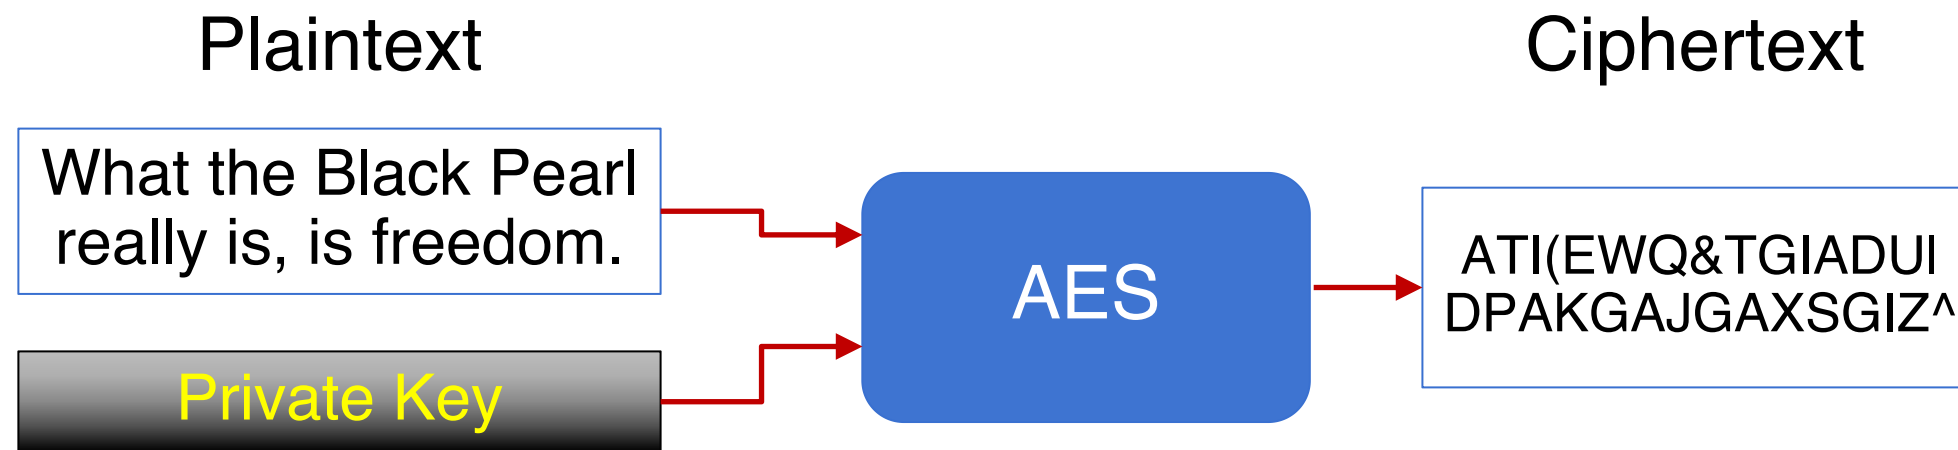 Plaintext
Ciphertext
What the Black Pearl
really is, is freedom.
Private Key
AES
ATI(EWQ&TGIADUI
DPAKGAJGAXSGIZ^